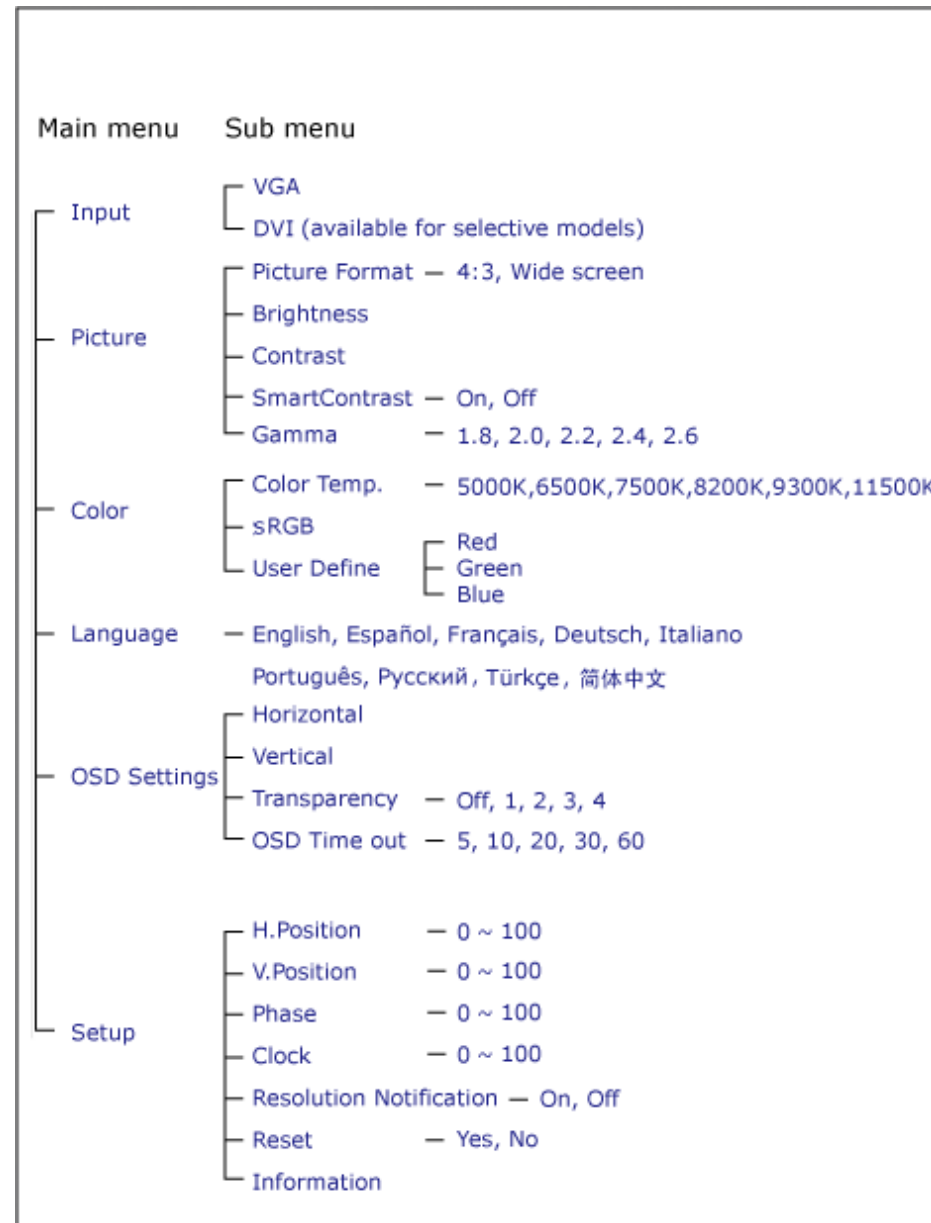 Main menu Sub menu
VGA
Input
DVI (available for selective models)
Picture Format — 4:3, Wide screen
Brightness
Picture
Contrast
SmartContrast — On, Off
Gamma — 1.8, 2.0, 2.2, 2.4, 2.6
Color Temp. — 5000K,6500K,7500K,8200K,9300K,11500K
Color
sRGB
Red
User Define Green
Blue
Language — English, Español, Français, Deutsch, Italiano
Português, Русский, Türkçe, 简体中文
Horizontal
Vertical
OSD Settings
Transparency — Off, 1, 2, 3, 4
OSD Time out — 5, 10, 20, 30, 60
H.Position — 0 ~ 100
V.Position — 0 ~ 100
Phase — 0 ~ 100
Setup
Clock — 0 ~ 100
Resolution Notification — On, Off
Reset — Yes, No
Information